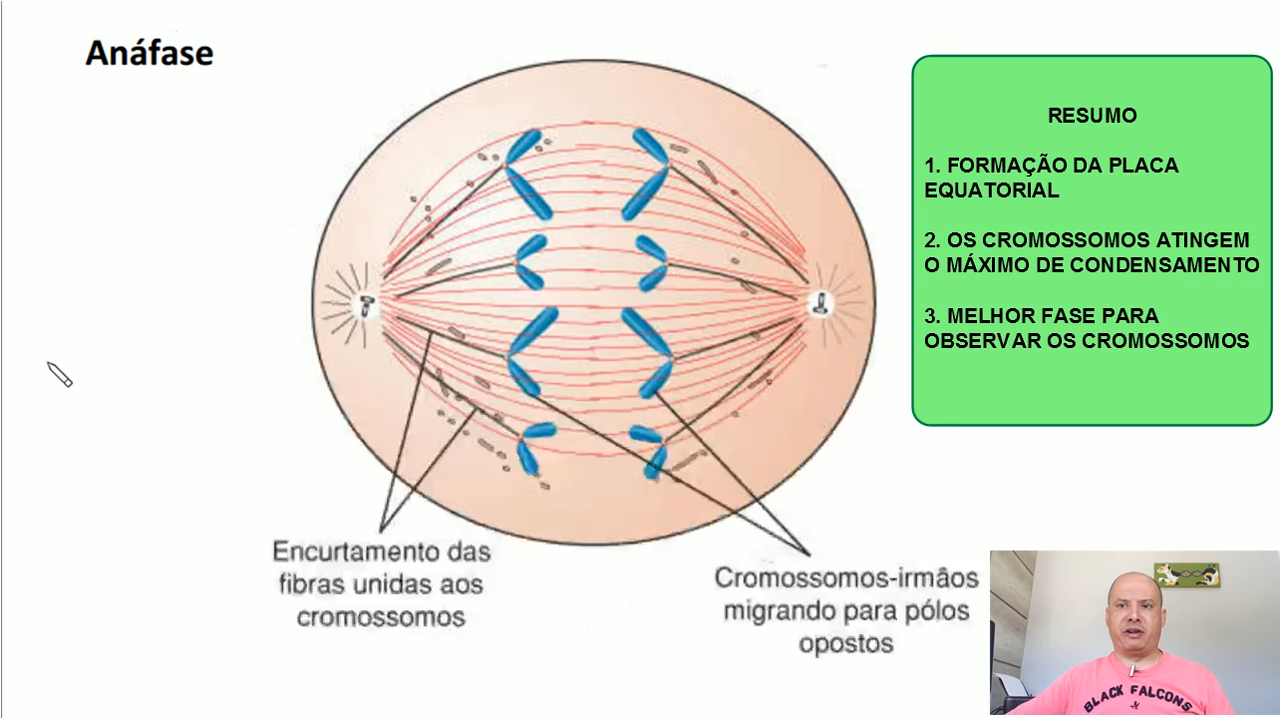 Anáfase
RESUMO
1. FORMAÇÃO DA PLACA
EQUATORIAL
2. OS CROMOSSOMOS ATINGEM
O MÁXIMO DE CONDENSAMENTO
3. MELHOR FASE PARA
OBSERVAR OS CROMOSSOMOS
Encurtamento das
fibras unidas aos
cromossomos
Cromossomos-irmãos
migrando para pólos
opostos
BLACK FALCONS